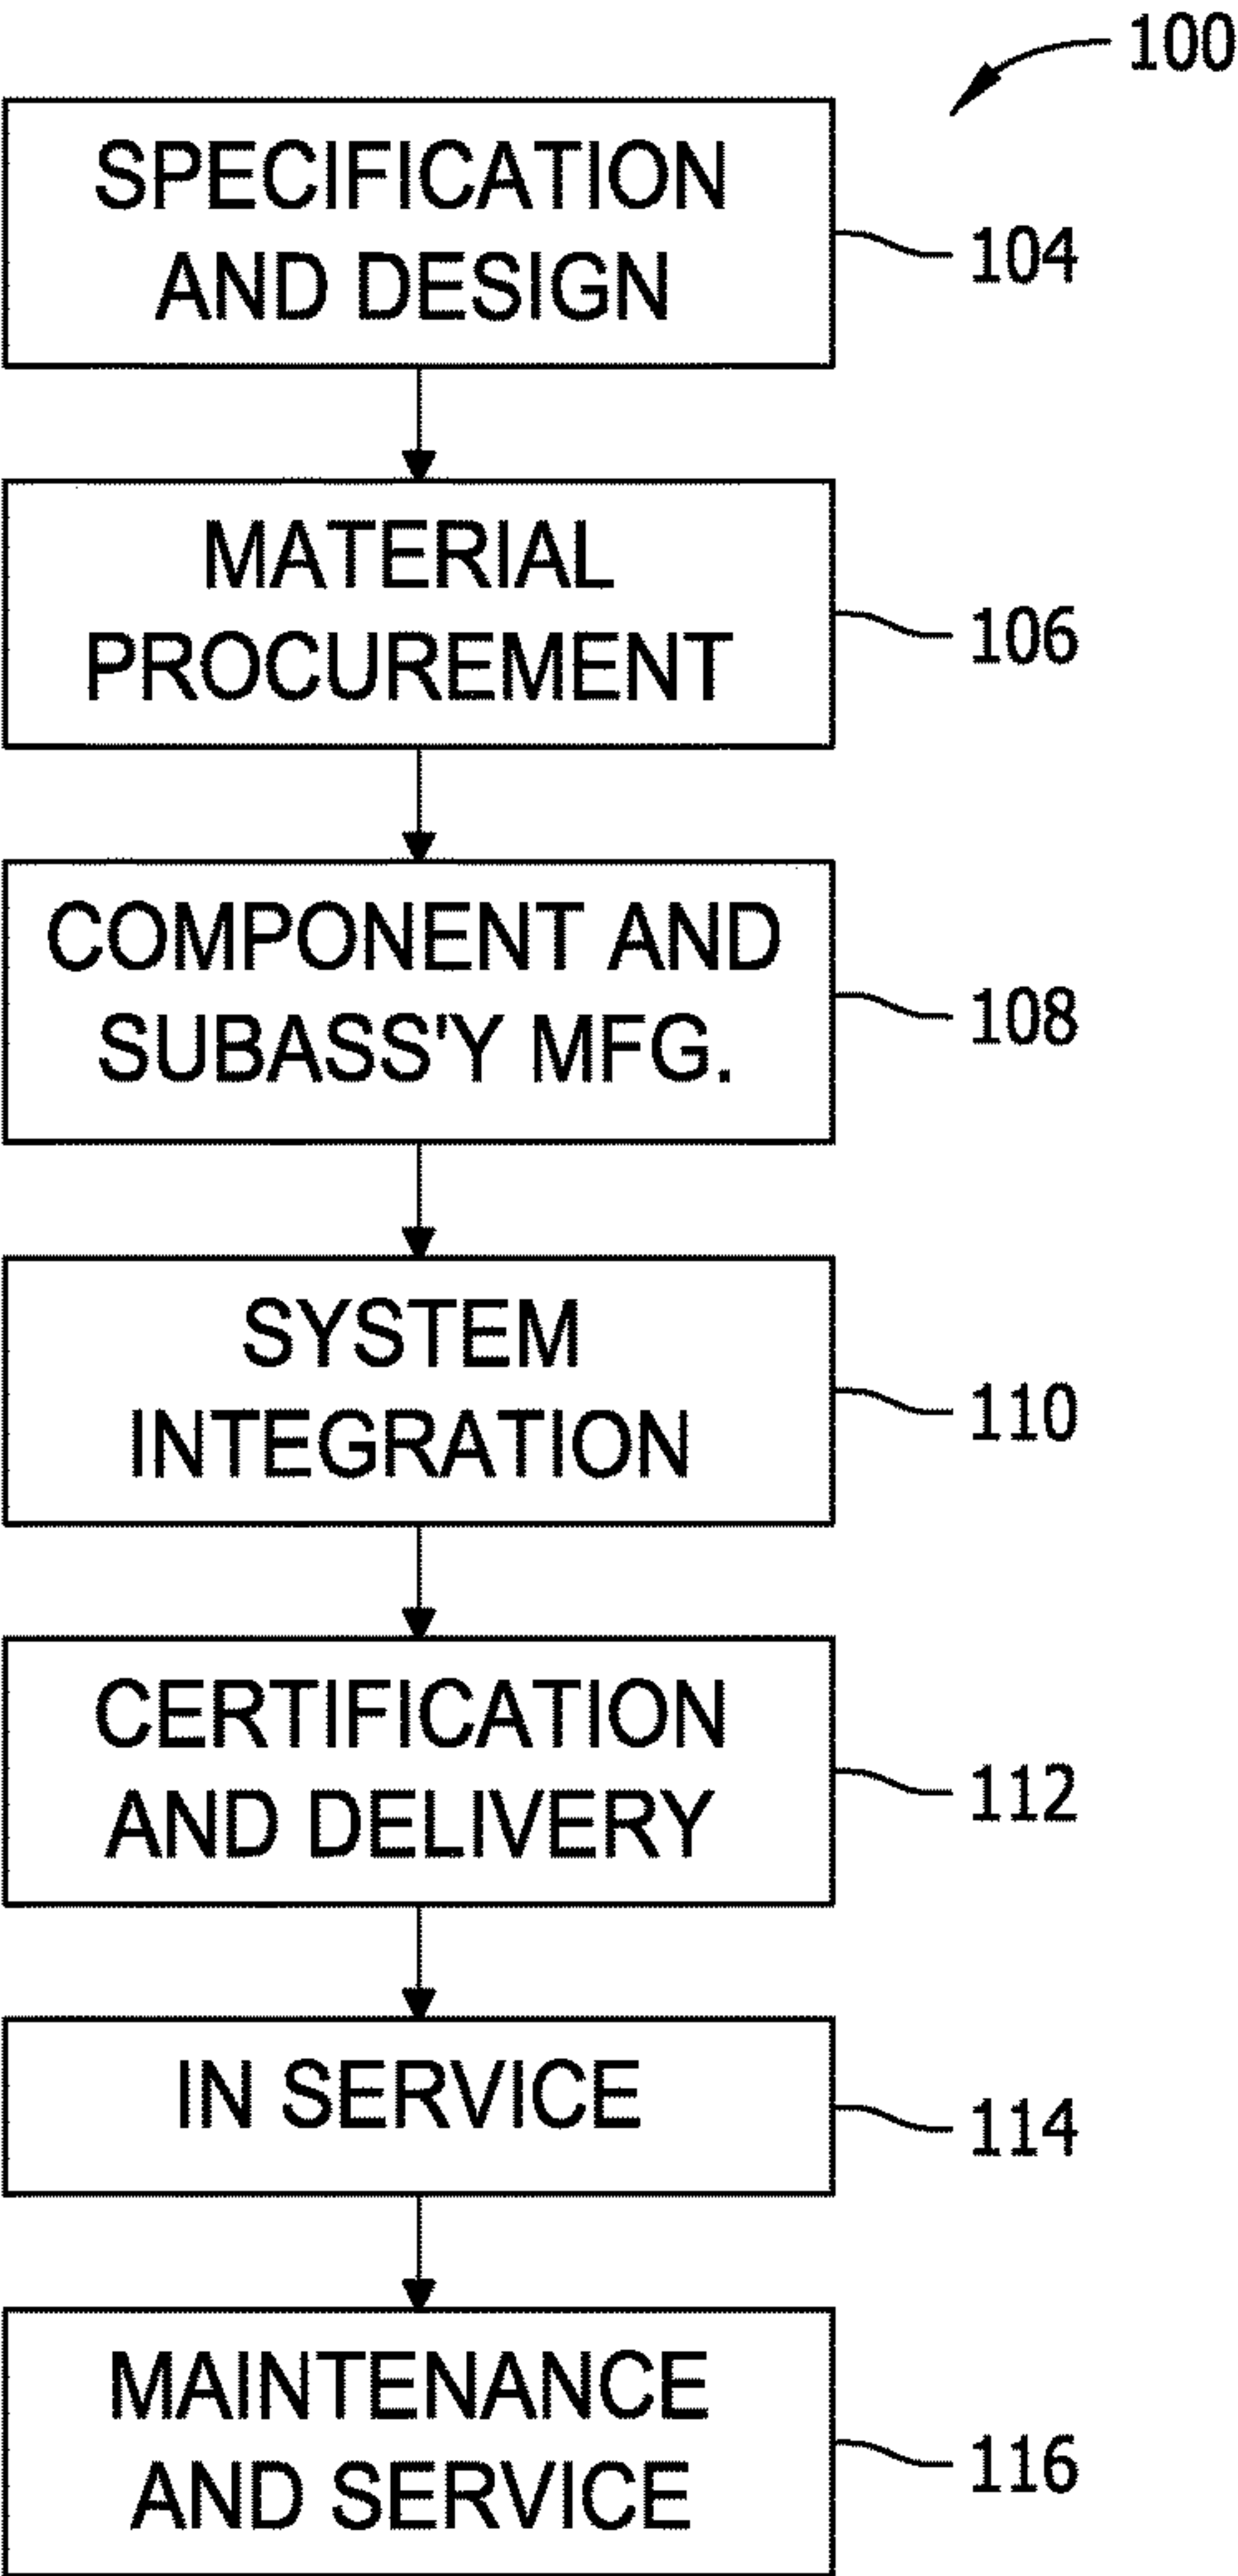 100
SPECIFICATION
AND DESIGN
104
MATERIAL
PROCUREMENT
106
COMPONENT AND
SUBASS'Y MFG.
108
SYSTEM
INTEGRATION
110
CERTIFICATION
AND DELIVERY
112
IN SERVICE
114
MAINTENANCE
AND SERVICE
116